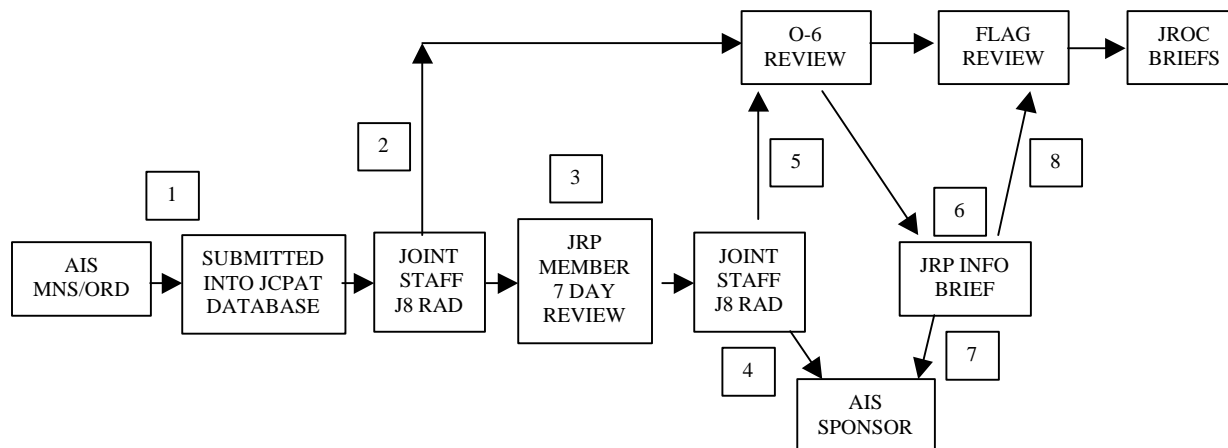 O-6
REVIEW
FLAG
REVIEW
JROC
BRIEFS
2
5
8
3
1
6
AIS
MNS/ORD
SUBMITTED
INTO JCPAT
DATABASE
JOINT
STAFF
J8 RAD
JRP
MEMBER
7 DAY
REVIEW
JOINT
STAFF
J8 RAD
JRP INFO
BRIEF
4
7
AIS
SPONSOR